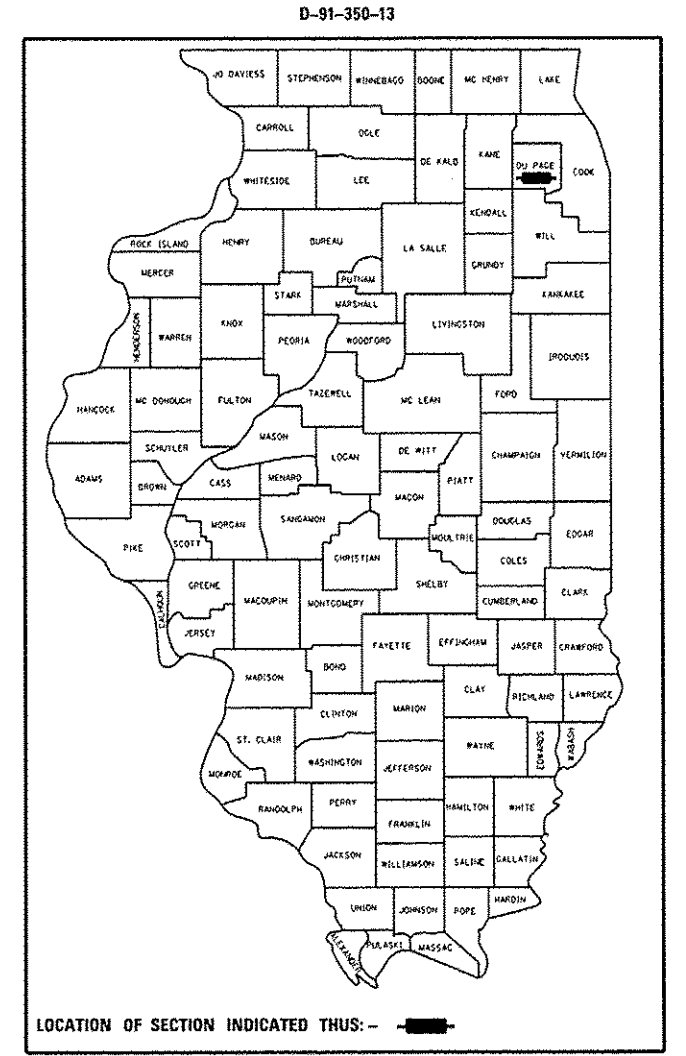 D-91-350-13
JO DAVIESS
STEPHENSON
WINNEBAGO
BOONE
MC HENRY
LAKE
CARROLL
OGLE
DE KALB
KANE
DU PAGE
COOK
WHITESIDE
LEE
KENDALL
WILL
ROCK ISLAND
HENRY
BUREAU
LA SALLE
GRUNDY
MERCER
PUTNAM
STARK
MARSHALL
KANKAKEE
HENDERSON
WARREN
KNOX
PEORIA
WOODFORD
LIVINGSTON
IROQUOIS
HANCOCK
MC DONOUGH
FULTON
TAZEWELL
MC LEAN
FORD
MASON
SCHUYLER
LOGAN
DE WITT
CHAMPAIGN
VERMILION
ADAMS
BROWN
CASS
MENARD
PIATT
MACON
PIKE
SCOTT
MORGAN
SANGAMON
CHRISTIAN
MOULTRIE
DOUGLAS
EDGAR
COLES
SHELBY
CALHOUN
GREENE
MACOUPIN
MONTGOMERY
CUMBERLAND
CLARK
JERSEY
FAYETTE
EFFINGHAM
JASPER
CRAWFORD
MADISON
BOND
CLAY
RICHLAND
LAWRENCE
CLINTON
MARION
ST. CLAIR
WAYNE
EDWARDS
WABASH
MONROE
WASHINGTON
JEFFERSON
RANDOLPH
PERRY
HAMILTON
WHITE
FRANKLIN
JACKSON
WILLIAMSON
SALINE
GALLATIN
UNION
JOHNSON
POPE
HARDIN
ALEXANDER
PULASKI
MASSAC
LOCATION OF SECTION INDICATED THUS: –